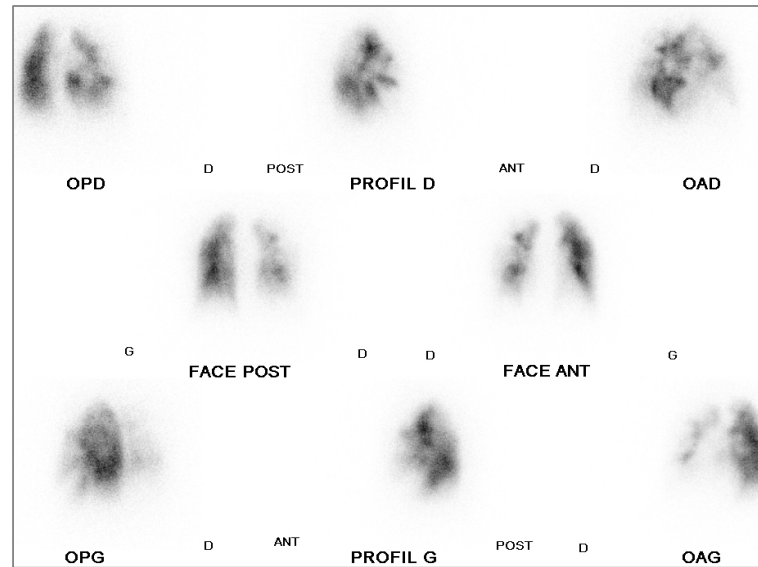 D POST ANT D
OPD PROFIL D OAD
G D D G
FACE POST FACE ANT
D ANT POST D
OPG PROFIL G OAG